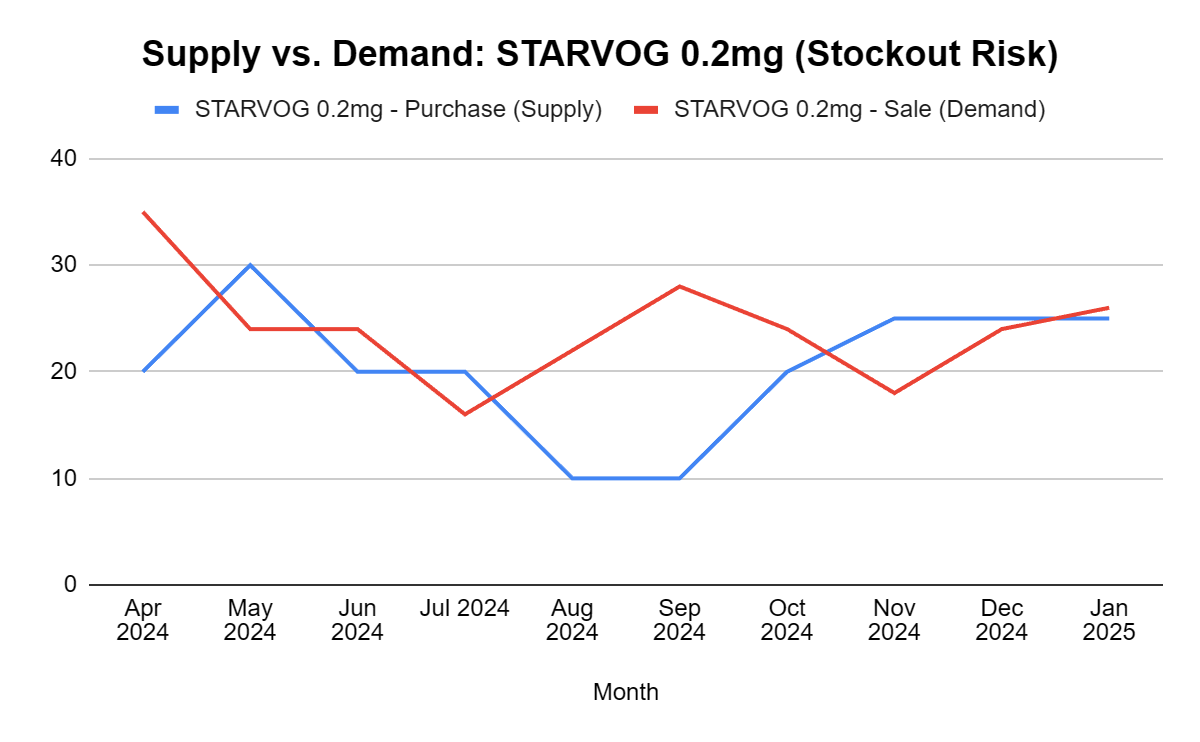 Supply vs. Demand: STARVOG 0.2mg (Stockout Risk)
STARVOG 0.2mg - Purchase (Supply)
STARVOG 0.2mg - Sale (Demand)
40
30
20
10
0
Apr
2024
May
2024
Jun
2024
Jul 2024
Aug
2024
Sep
2024
Oct
2024
Nov
2024
Dec
2024
Jan
2025
Month